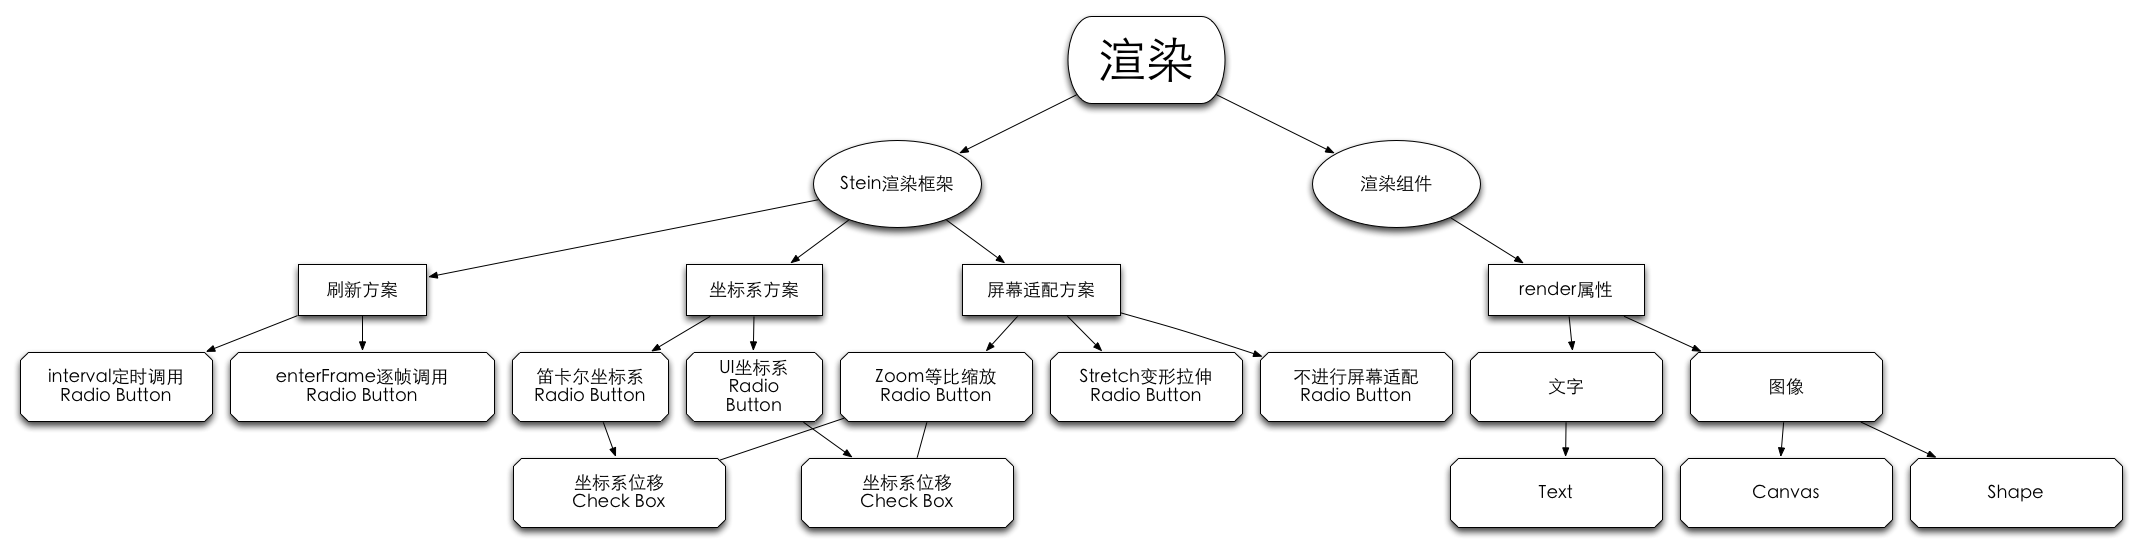 渲染
Stein渲染框架
渲染组件
刷新方案
坐标系方案
屏幕适配方案
render属性
interval定时调用
Radio Button
enterFrame逐帧调用
Radio Button
笛卡尔坐标系
Radio Button
UI坐标系
Radio
Button
Zoom等比缩放
Radio Button
Stretch变形拉伸
Radio Button
不进行屏幕适配
Radio Button
文字
图像
坐标系位移
Check Box
坐标系位移
Check Box
Text
Canvas
Shape